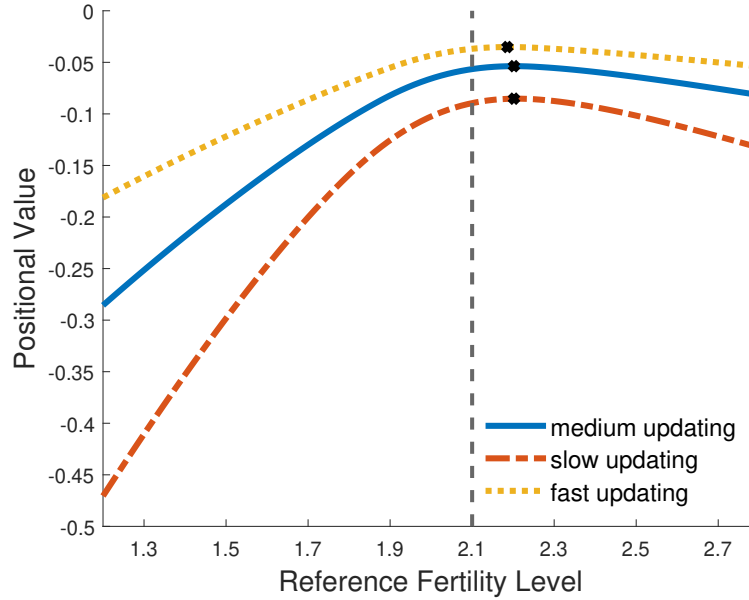 0
-0.05
-0.1
-0.15
-0.2
-0.25
-0.3
-0.35
-0.4
-0.45
-0.5
Positional Value
medium updating
slow updating
fast updating
1.3 1.5 1.7 1.9 2.1 2.3 2.5 2.7
Reference Fertility Level